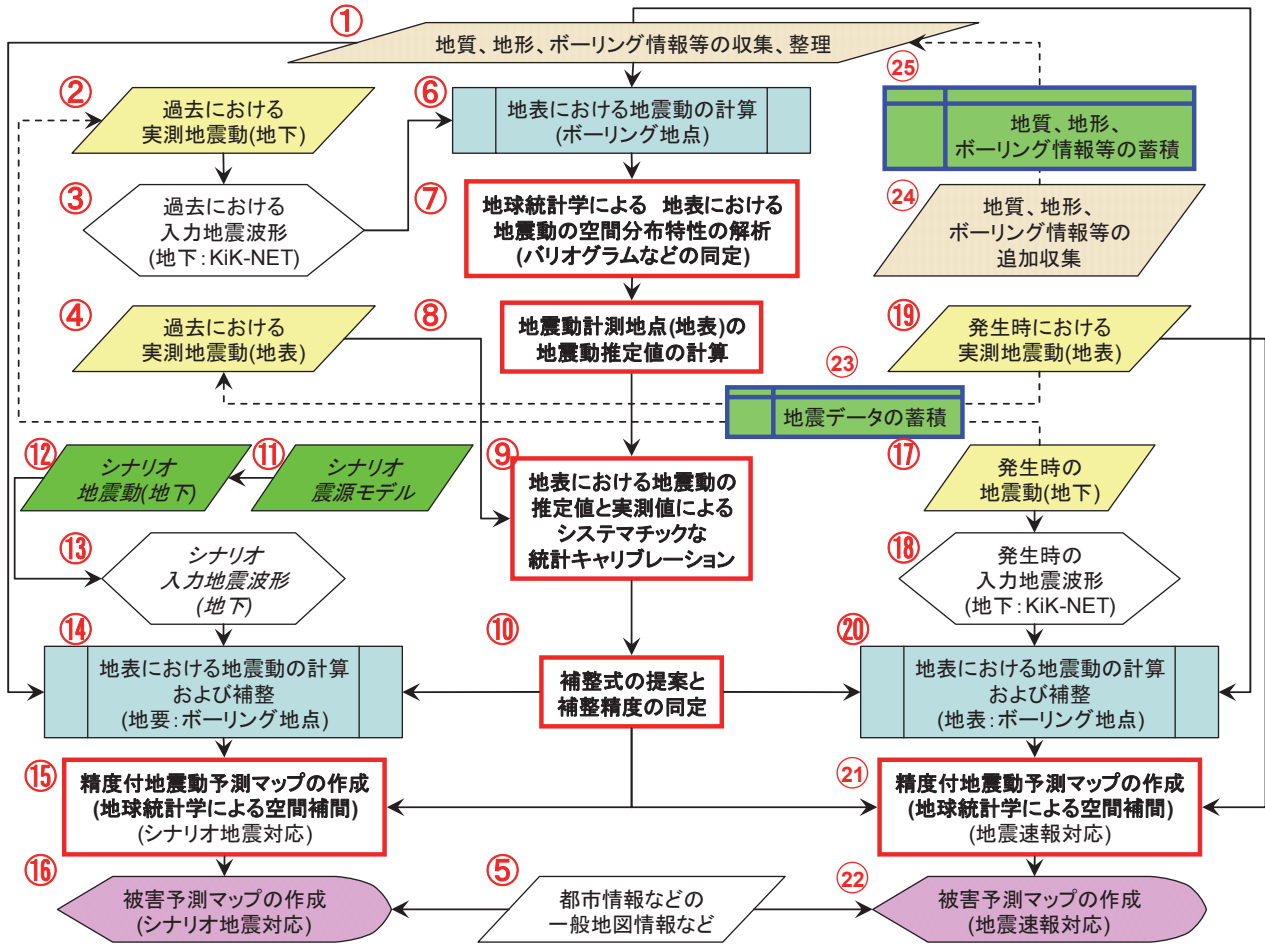 ①
地質、地形、ボーリング情報等の収集、整理
②
過去における
実測地震動(地下)
③
過去における
入力地震波形
(地下：KiK-NET)
④
過去における
実測地震動(地表)
⑥
地表における地震動の計算
(ボーリング地点)
⑦
地球統計学による 地表における
地震動の空間分布特性の解析
(バリオグラムなどの同定)
⑧
地震動計測地点(地表)の
地震動推定値の計算
㉕
地質、地形、
ボーリング情報等の蓄積
㉔
地質、地形、
ボーリング情報等の
追加収集
⑲
発生時における
実測地震動(地表)
㉓
地震データの蓄積
⑫
シナリオ
地震動(地下)
⑪
シナリオ
震源モデル
⑨
地表における地震動の
推定値と実測値による
システマチックな
統計キャリブレーション
⑰
発生時の
地震動(地下)
⑬
シナリオ
入力地震波形
(地下)
⑱
発生時の
入力地震波形
(地下：KiK-NET)
⑭
地表における地震動の計算
および補整
(地要：ボーリング地点)
⑩
補整式の提案と
補整精度の同定
⑳
地表における地震動の計算
および補整
(地表：ボーリング地点)
⑮
精度付地震動予測マップの作成
(地球統計学による空間補間)
(シナリオ地震対応)
㉑
精度付地震動予測マップの作成
(地球統計学による空間補間)
(地震速報対応)
⑯
被害予測マップの作成
(シナリオ地震対応)
⑤
都市情報などの
一般地図情報など
㉒
被害予測マップの作成
(地震速報対応)